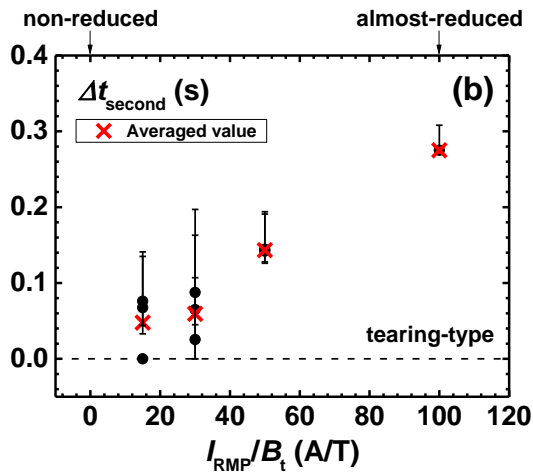 non-reduced almost-reduced
0.4
Δt_second (s) (b)
× Averaged value
0.3
0.2
0.1
tearing-type
0.0
0 20 40 60 80 100 120
I_RMP/B_t (A/T)